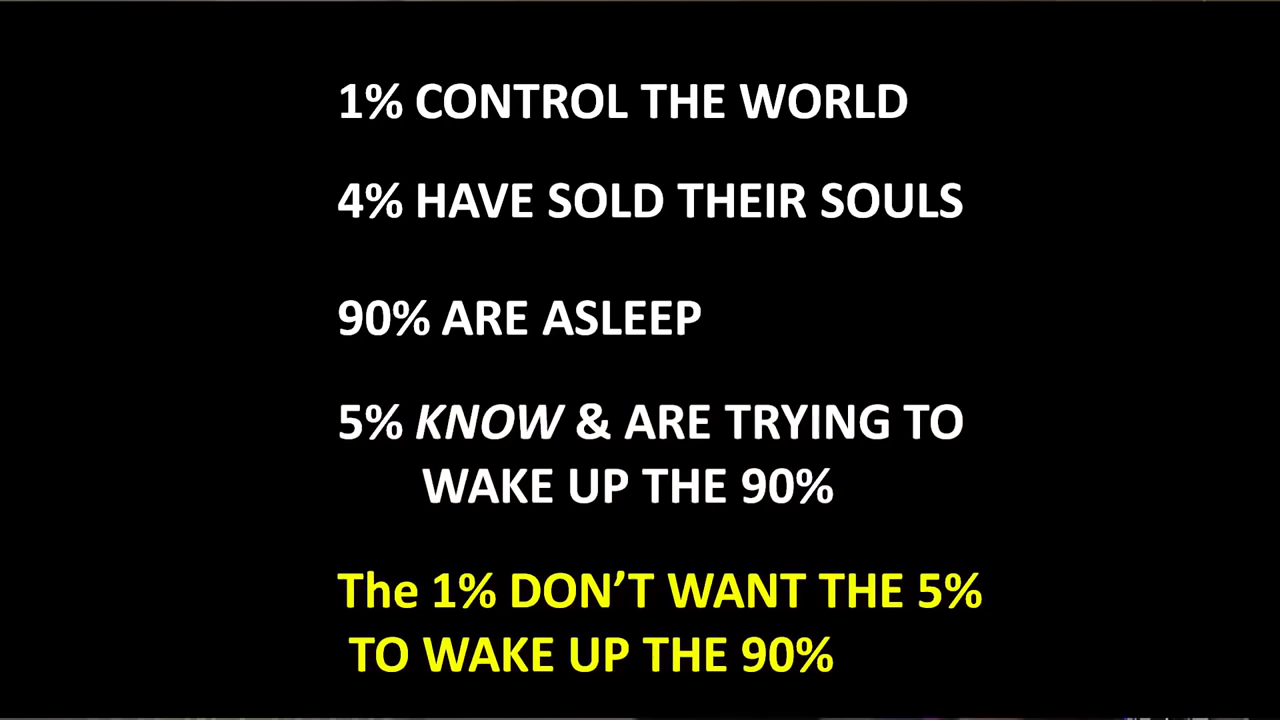 1% CONTROL THE WORLD
4% HAVE SOLD THEIR SOULS
90% ARE ASLEEP
5% KNOW & ARE TRYING TO
WAKE UP THE 90%
The 1% DON’T WANT THE 5%
TO WAKE UP THE 90%